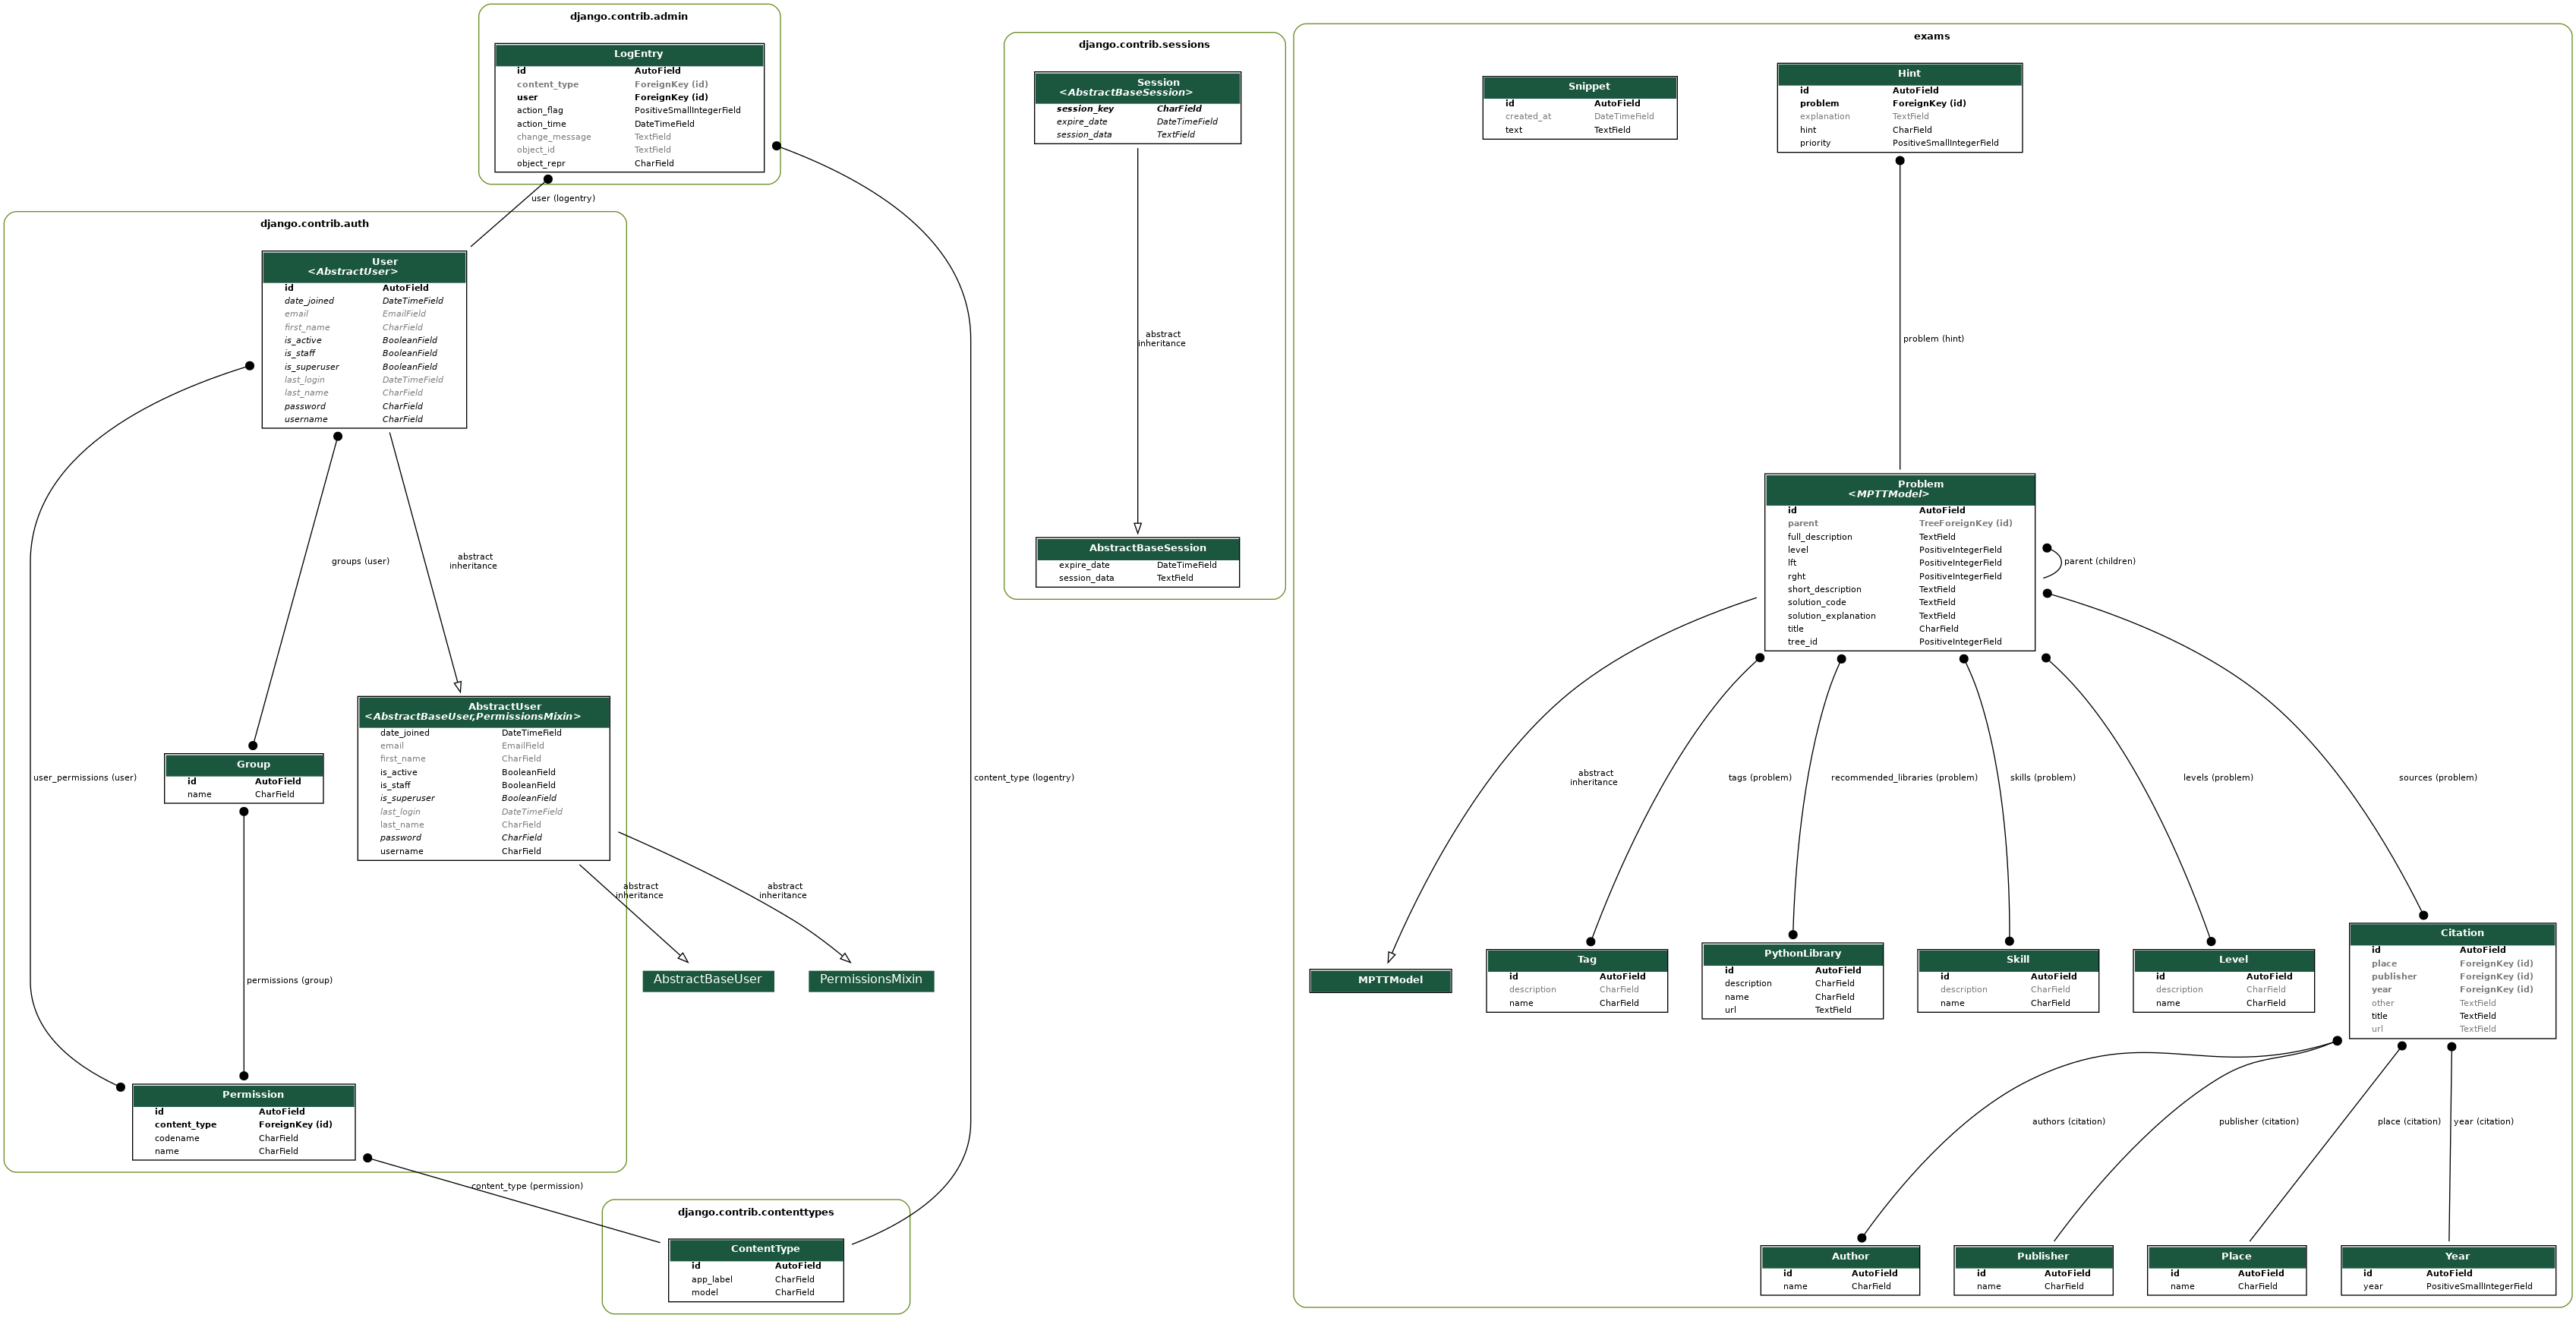 django.contrib.admin
LogEntry
id AutoField
content_type ForeignKey (id)
user ForeignKey (id)
action_flag PositiveSmallIntegerField
action_time DateTimeField
change_message TextField
object_id TextField
object_repr CharField
user (logentry)
django.contrib.auth
User
<AbstractUser>
id AutoField
date_joined DateTimeField
email EmailField
first_name CharField
is_active BooleanField
is_staff BooleanField
is_superuser BooleanField
last_login DateTimeField
last_name CharField
password CharField
username CharField
groups (user)
abstract
inheritance
AbstractUser
<AbstractBaseUser,PermissionsMixin>
date_joined DateTimeField
email EmailField
first_name CharField
is_active BooleanField
is_staff BooleanField
is_superuser BooleanField
last_login DateTimeField
last_name CharField
password CharField
username CharField
Group
id AutoField
name CharField
user_permissions (user)
abstract
inheritance
abstract
inheritance
AbstractBaseUser
PermissionsMixin
permissions (group)
Permission
id AutoField
content_type ForeignKey (id)
codename CharField
name CharField
content_type (permission)
content_type (logentry)
django.contrib.contenttypes
ContentType
id AutoField
app_label CharField
model CharField
django.contrib.sessions
Session
<AbstractBaseSession>
session_key CharField
expire_date DateTimeField
session_data TextField
abstract
inheritance
AbstractBaseSession
expire_date DateTimeField
session_data TextField
exams
Snippet
id AutoField
created_at DateTimeField
text TextField
Hint
id AutoField
problem ForeignKey (id)
explanation TextField
hint CharField
priority PositiveSmallIntegerField
problem (hint)
Problem
<MPTTModel>
id AutoField
parent TreeForeignKey (id)
full_description TextField
level PositiveIntegerField
lft PositiveIntegerField
rght PositiveIntegerField
short_description TextField
solution_code TextField
solution_explanation TextField
title CharField
tree_id PositiveIntegerField
parent (children)
abstract
inheritance
tags (problem)
recommended_libraries (problem)
skills (problem)
levels (problem)
sources (problem)
MPTTModel
Tag
id AutoField
description CharField
name CharField
PythonLibrary
id AutoField
description CharField
name CharField
url TextField
Skill
id AutoField
description CharField
name CharField
Level
id AutoField
description CharField
name CharField
Citation
id AutoField
place ForeignKey (id)
publisher ForeignKey (id)
year ForeignKey (id)
other TextField
title TextField
url TextField
authors (citation)
publisher (citation)
place (citation)
year (citation)
Author
id AutoField
name CharField
Publisher
id AutoField
name CharField
Place
id AutoField
name CharField
Year
id AutoField
year PositiveSmallIntegerField